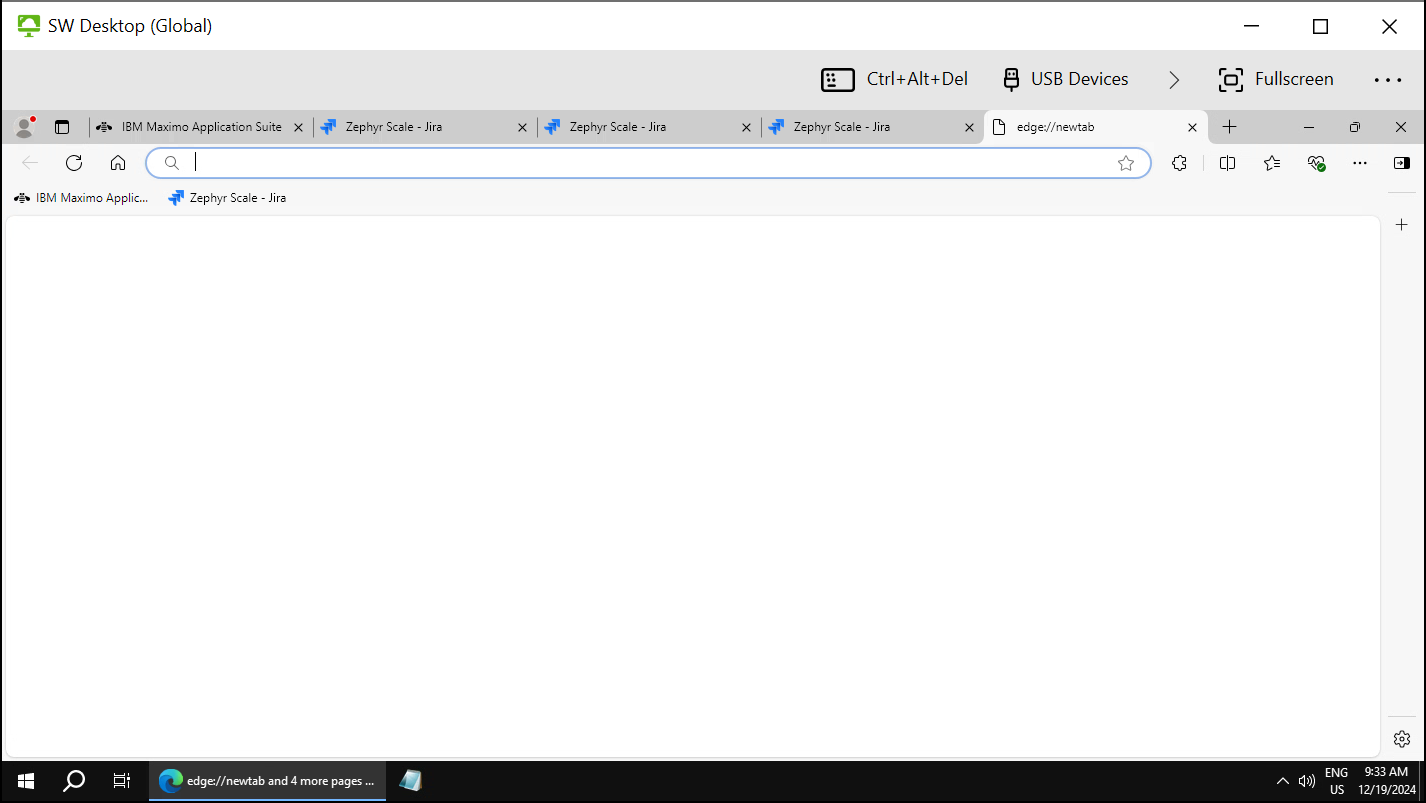 SW Desktop (Global)
Ctrl+Alt+Del
USB Devices
Fullscreen
IBM Maximo Application Suite
Zephyr Scale - Jira
Zephyr Scale - Jira
Zephyr Scale - Jira
edge://newtab
IBM Maximo Applic...
Zephyr Scale - Jira
edge://newtab and 4 more pages ...
ENG
US
9:33 AM
12/19/2024